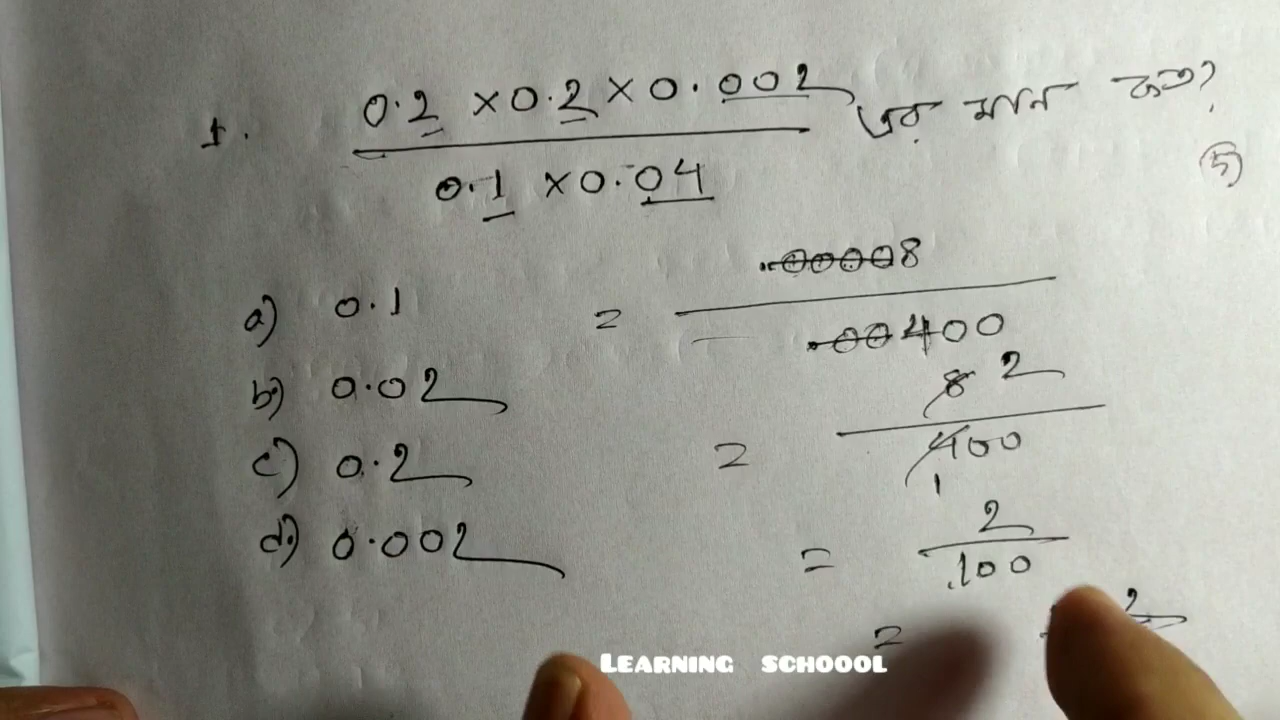 1. 0.2 × 0.2 × 0.002 এর মান কত?
0.1 × 0.04
(5)
a) 0.1
b) 0.02
c) 0.2
d) 0.002
= .00008
.00400
= 8 2
400
1
= 2
100
= 2
LEARNING SCHOOOL